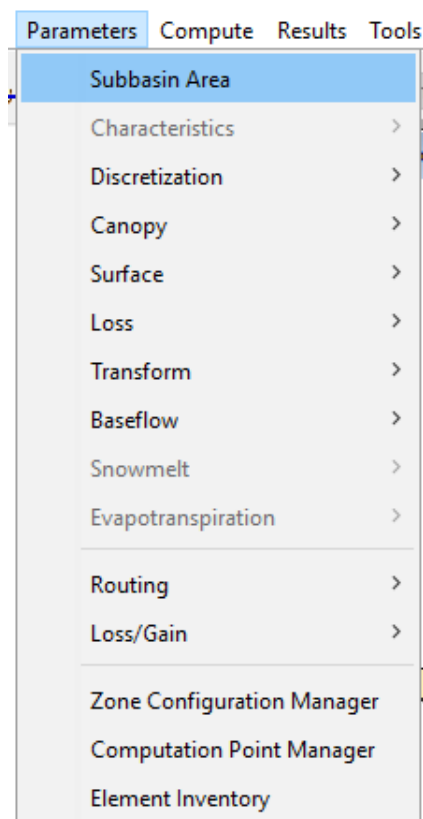 Parameters Compute Results Tools
Subbasin Area
Characteristics
Discretization
Canopy
Surface
Loss
Transform
Baseflow
Snowmelt
Evapotranspiration
Routing
Loss/Gain
Zone Configuration Manager
Computation Point Manager
Element Inventory